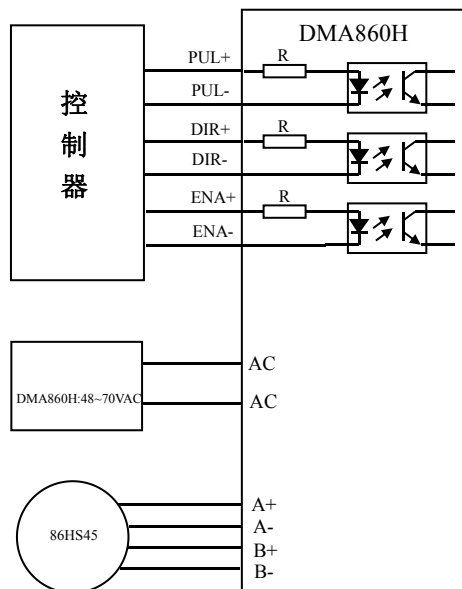 DMA860H
控制器
PUL+
R
PUL-
DIR+
R
DIR-
ENA+
R
ENA-
DMA860H:48~70VAC
AC
AC
86HS45
A+
A-
B+
B-